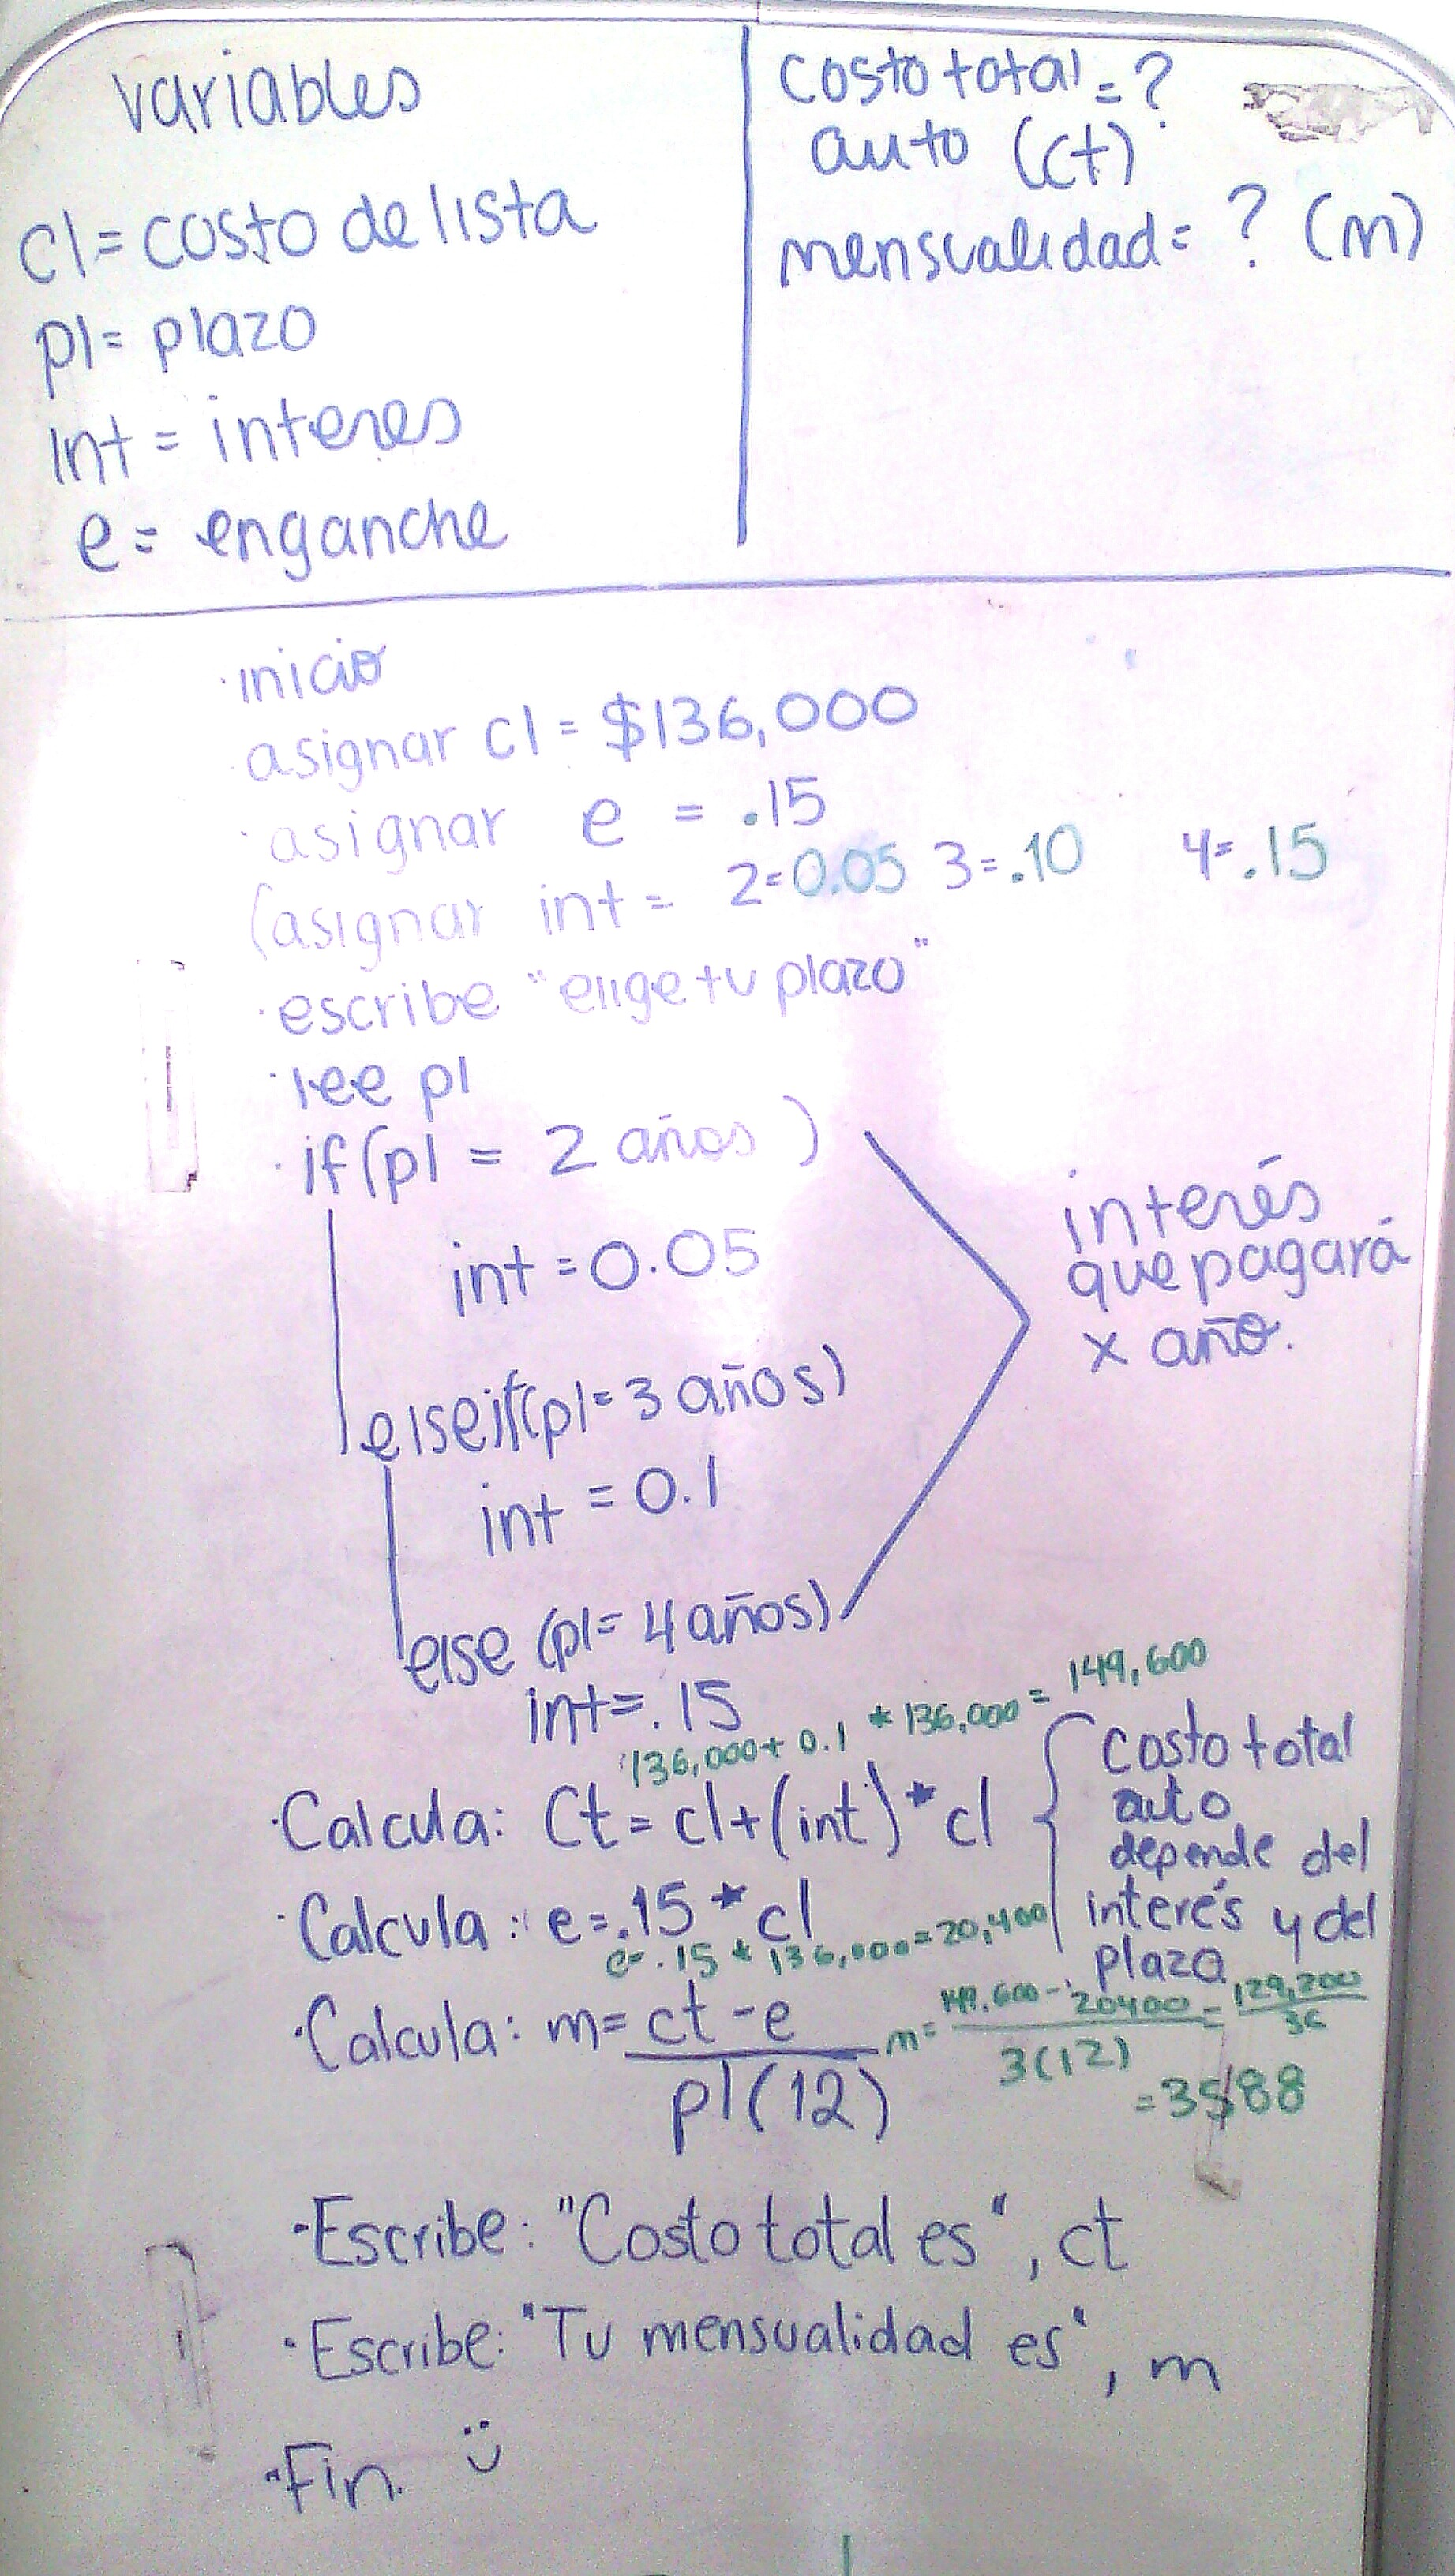 variables
cl = costo de lista
pl = plazo
int = interes
e = enganche
costo total = ?
auto (ct)
mensualidad = ? (m)
·inicio
·asignar cl = $136,000
·asignar e = .15
(asignar int = 2=0.05 3=.10 4=.15
·escribe "elige tu plazo"
·lee pl
·if(pl = 2 años)
int = 0.05
elseif(pl = 3 años)
int = 0.1
else (pl = 4 años)
int = .15
interés
que pagará
x año.
136,000 + 0.1 * 136,000 = 149,600
·Calcula: Ct = cl + (int) * cl
costo total
auto
depende del
interés y del
plazo
·Calcula: e = .15 * cl
e = .15 * 136,000 = 20,400
·Calcula: m = ct - e
pl(12)
m = 149,600 - 20400 = 129,200
3(12) 36
= 3588
·Escribe: "Costo total es", ct
·Escribe: "Tu mensualidad es", m
·Fin. :)